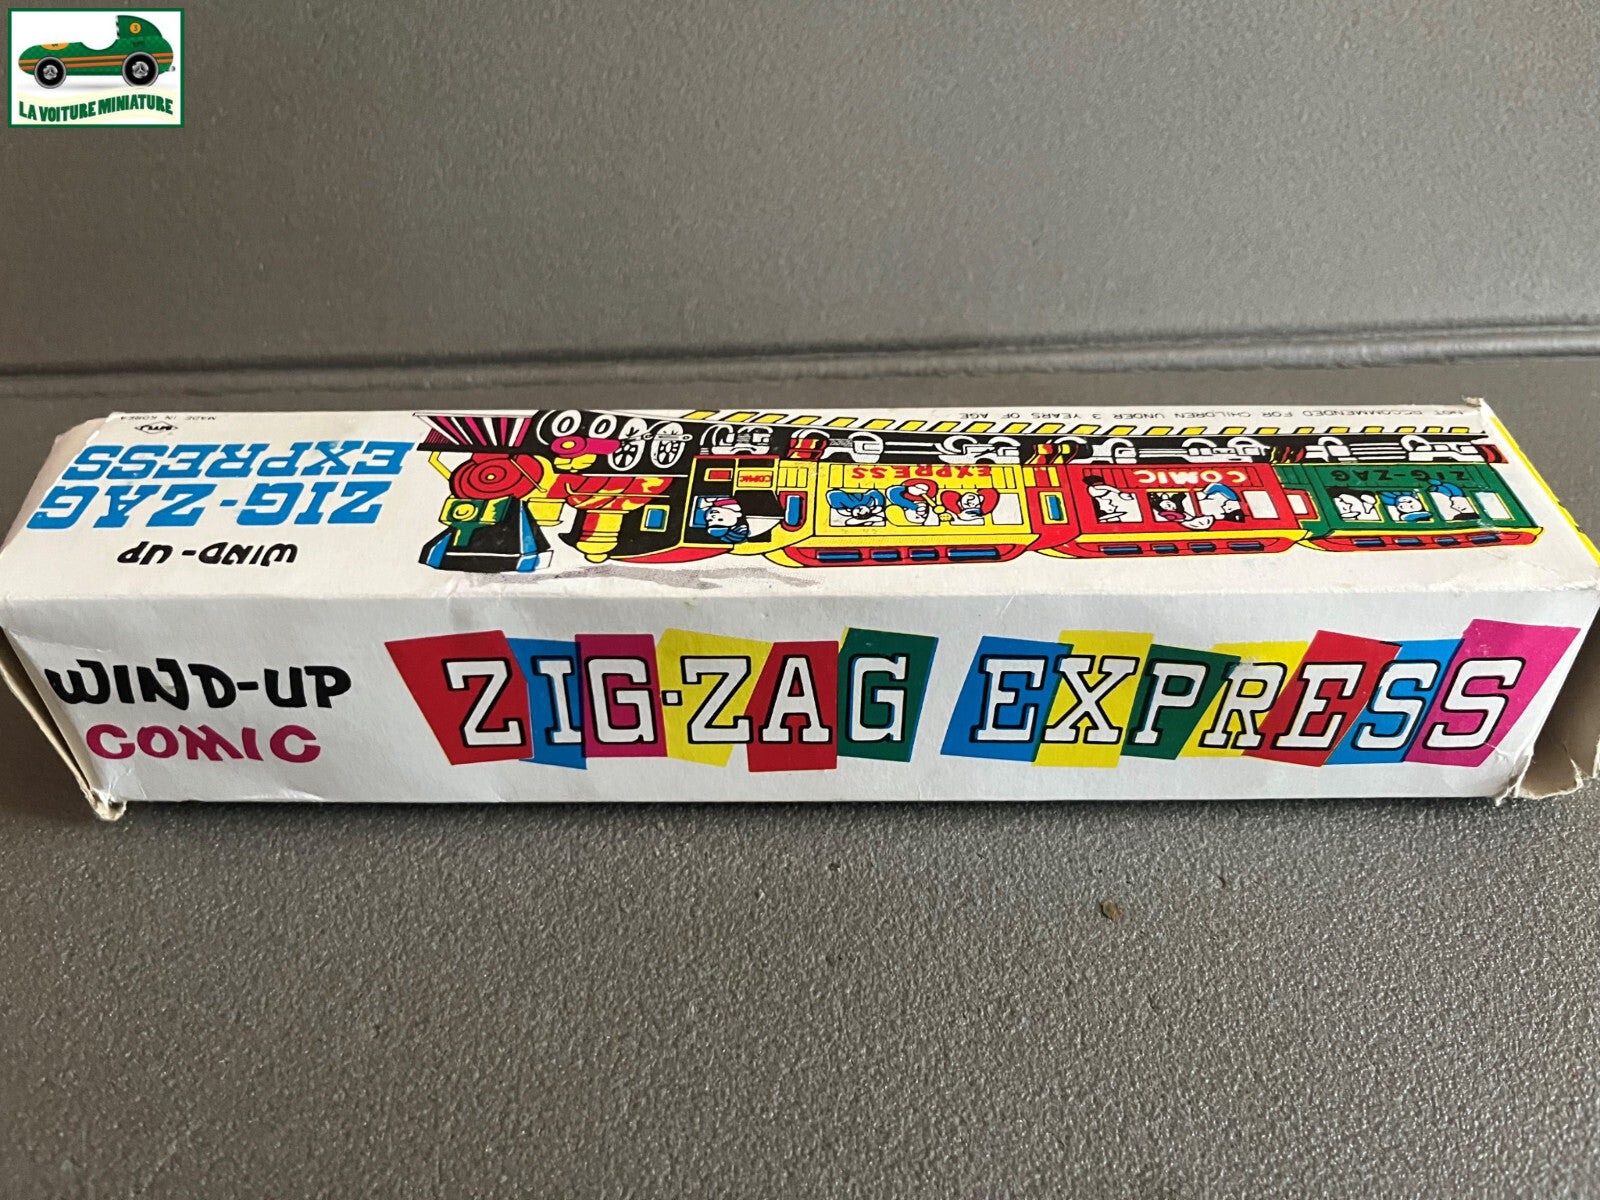 LA VOITURE MINIATURE
MADE IN KOREA
NOT RECOMMENDED FOR CHILDREN UNDER 3 YEARS OF AGE
WIND-UP
ZIG-ZAG
EXPRESS
COMIC
EXPRESS
COMIC
ZIG-ZAG
WIND-UP
COMIC
ZIG-ZAG EXPRESS